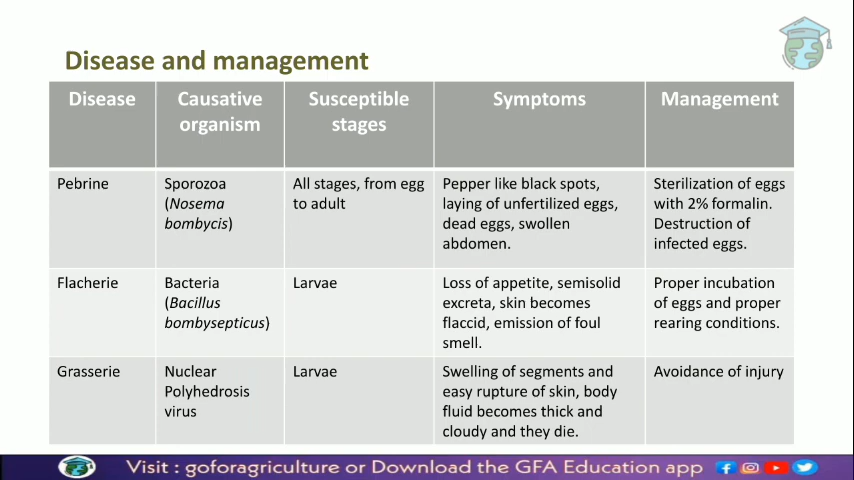 Disease and management
Disease
Causative
organism
Susceptible
stages
Symptoms
Management
Pebrine
Sporozoa
(Nosema
bombycis)
All stages, from egg
to adult
Pepper like black spots,
laying of unfertilized eggs,
dead eggs, swollen
abdomen.
Sterilization of eggs
with 2% formalin.
Destruction of
infected eggs.
Flacherie
Bacteria
(Bacillus
bombysepticus)
Larvae
Loss of appetite, semisolid
excreta, skin becomes
flaccid, emission of foul
smell.
Proper incubation
of eggs and proper
rearing conditions.
Grasserie
Nuclear
Polyhedrosis
virus
Larvae
Swelling of segments and
easy rupture of skin, body
fluid becomes thick and
cloudy and they die.
Avoidance of injury
Visit : goforagriculture or Download the GFA Education app